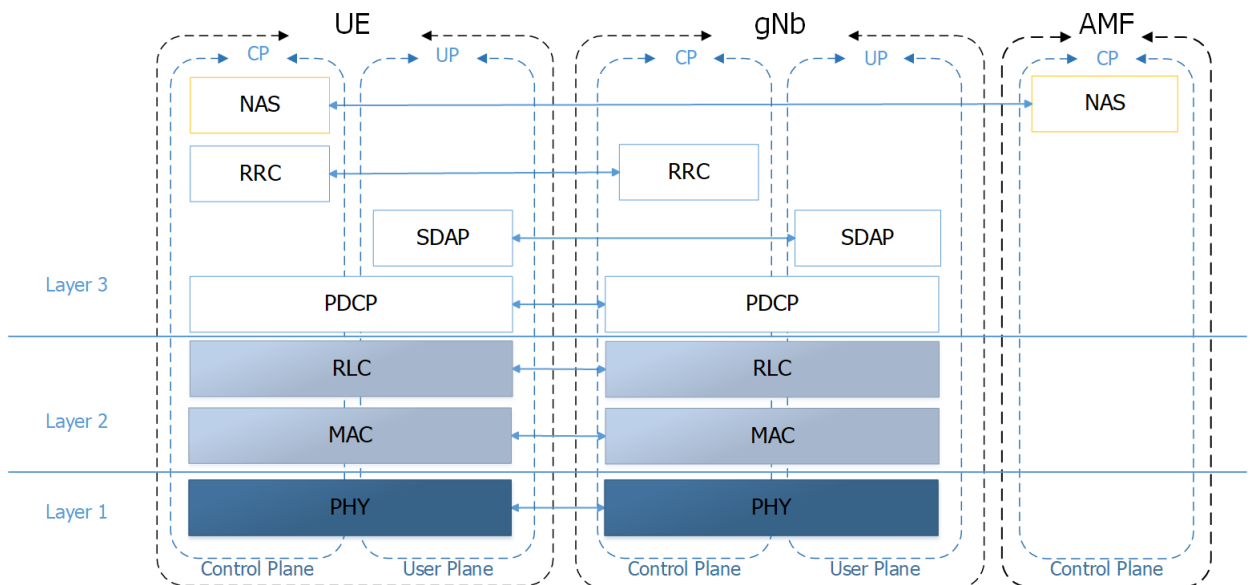 UE
gNb
AMF
CP
UP
CP
UP
CP
NAS
NAS
RRC
RRC
SDAP
SDAP
Layer 3
PDCP
PDCP
RLC
RLC
Layer 2
MAC
MAC
Layer 1
PHY
PHY
Control Plane
User Plane
Control Plane
User Plane
Control Plane